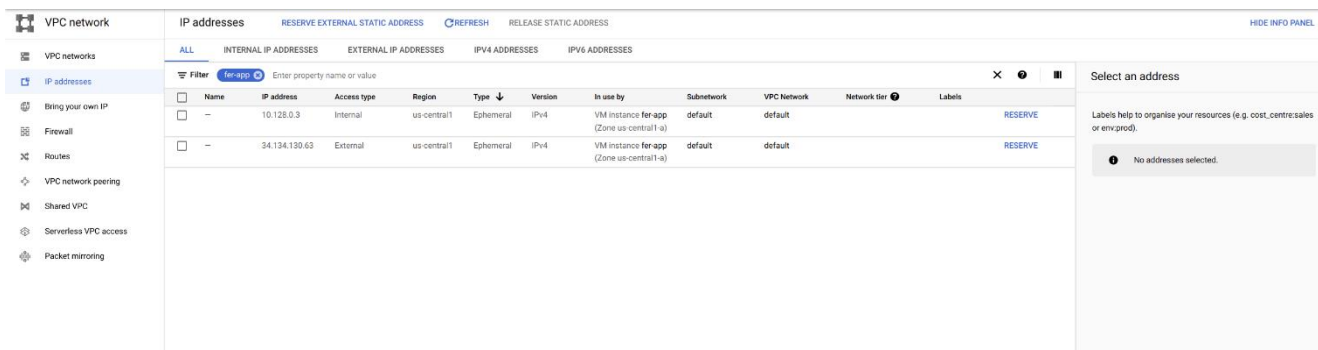 VPC network
IP addresses RESERVE EXTERNAL STATIC ADDRESS REFRESH RELEASE STATIC ADDRESS HIDE INFO PANEL
VPC networks
IP addresses
Bring your own IP
Firewall
Routes
VPC network peering
Shared VPC
Serverless VPC access
Packet mirroring
ALL INTERNAL IP ADDRESSES EXTERNAL IP ADDRESSES IPV4 ADDRESSES IPV6 ADDRESSES
Filter fer-app Enter property name or value
Name IP address Access type Region Type Version In use by Subnetwork VPC Network Network tier Labels
– 10.128.0.3 Internal us-central1 Ephemeral IPv4 VM instance fer-app default default RESERVE
(Zone us-central1-a)
– 34.134.130.63 External us-central1 Ephemeral IPv4 VM instance fer-app default default RESERVE
(Zone us-central1-a)
Select an address
Labels help to organise your resources (e.g. cost_centre:sales
or env:prod).
No addresses selected.